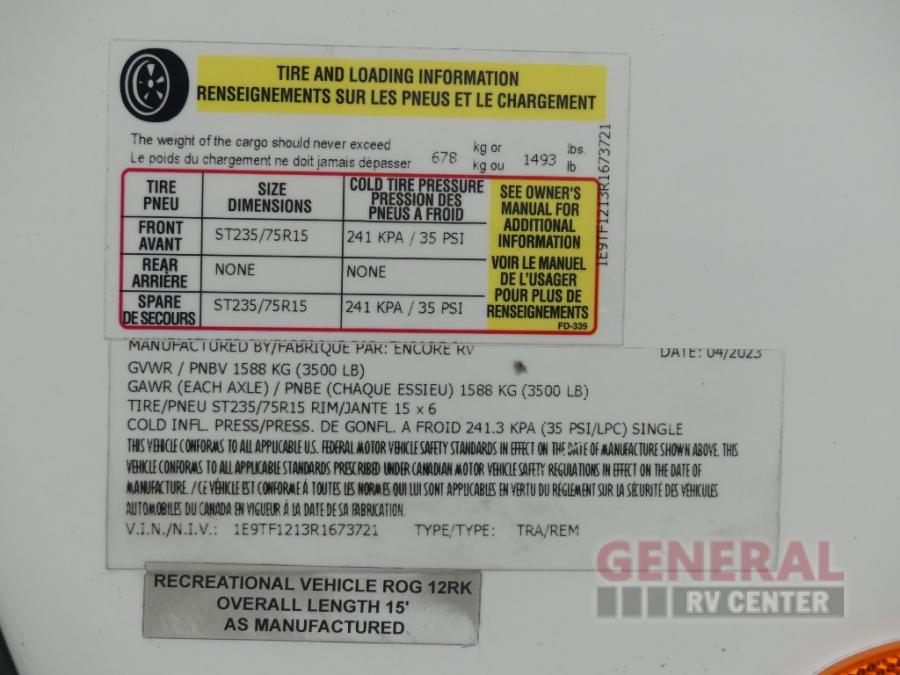 TIRE AND LOADING INFORMATION
RENSEIGNEMENTS SUR LES PNEUS ET LE CHARGEMENT
The weight of the cargo should never exceed 678 kg or 1493 lbs.
Le poids du chargement ne doit jamais dépasser kg ou lb
TIRE PNEU SIZE DIMENSIONS COLD TIRE PRESSURE PRESSION DES PNEUS A FROID
FRONT AVANT ST235/75R15 241 KPA / 35 PSI
REAR ARRIÈRE NONE NONE
SPARE DE SECOURS ST235/75R15 241 KPA / 35 PSI
SEE OWNER'S
MANUAL FOR
ADDITIONAL
INFORMATION
VOIR LE MANUEL
DE L'USAGER
POUR PLUS DE
RENSEIGNEMENTS
FD-339
1E9TF1213R1673721
MANUFACTURED BY/FABRIQUE PAR: ENCORE RV DATE: 04/2023
GVWR / PNBV 1588 KG (3500 LB)
GAWR (EACH AXLE) / PNBE (CHAQUE ESSIEU) 1588 KG (3500 LB)
TIRE/PNEU ST235/75R15 RIM/JANTE 15 x 6
COLD INFL. PRESS/PRESS. DE GONFL. A FROID 241.3 KPA (35 PSI/LPC) SINGLE
THIS VEHICLE CONFORMS TO ALL APPLICABLE U.S. FEDERAL MOTOR VEHICLE SAFETY STANDARDS IN EFFECT ON THE DATE OF MANUFACTURE SHOWN ABOVE. THIS
VEHICLE CONFORMS TO ALL APPLICABLE STANDARDS PRESCRIBED UNDER CANADIAN MOTOR VEHICLE SAFETY REGULATIONS IN EFFECT ON THE DATE OF
MANUFACTURE. / CE VÉHICLE EST CONFORME À TOUTES LES NORMES QUI LUI SONT APPLICABLES EN VERTU DU RÈGLEMENT SUR LA SÉCURITÉ DES VÉHICULES
AUTOMOBILES DU CANADA EN VIGUEUR À LA DATE DE SA FABRICATION.
V.I.N./N.I.V.: 1E9TF1213R1673721 TYPE/TYPE: TRA/REM
RECREATIONAL VEHICLE ROG 12RK
OVERALL LENGTH 15'
AS MANUFACTURED
GENERAL
RV CENTER